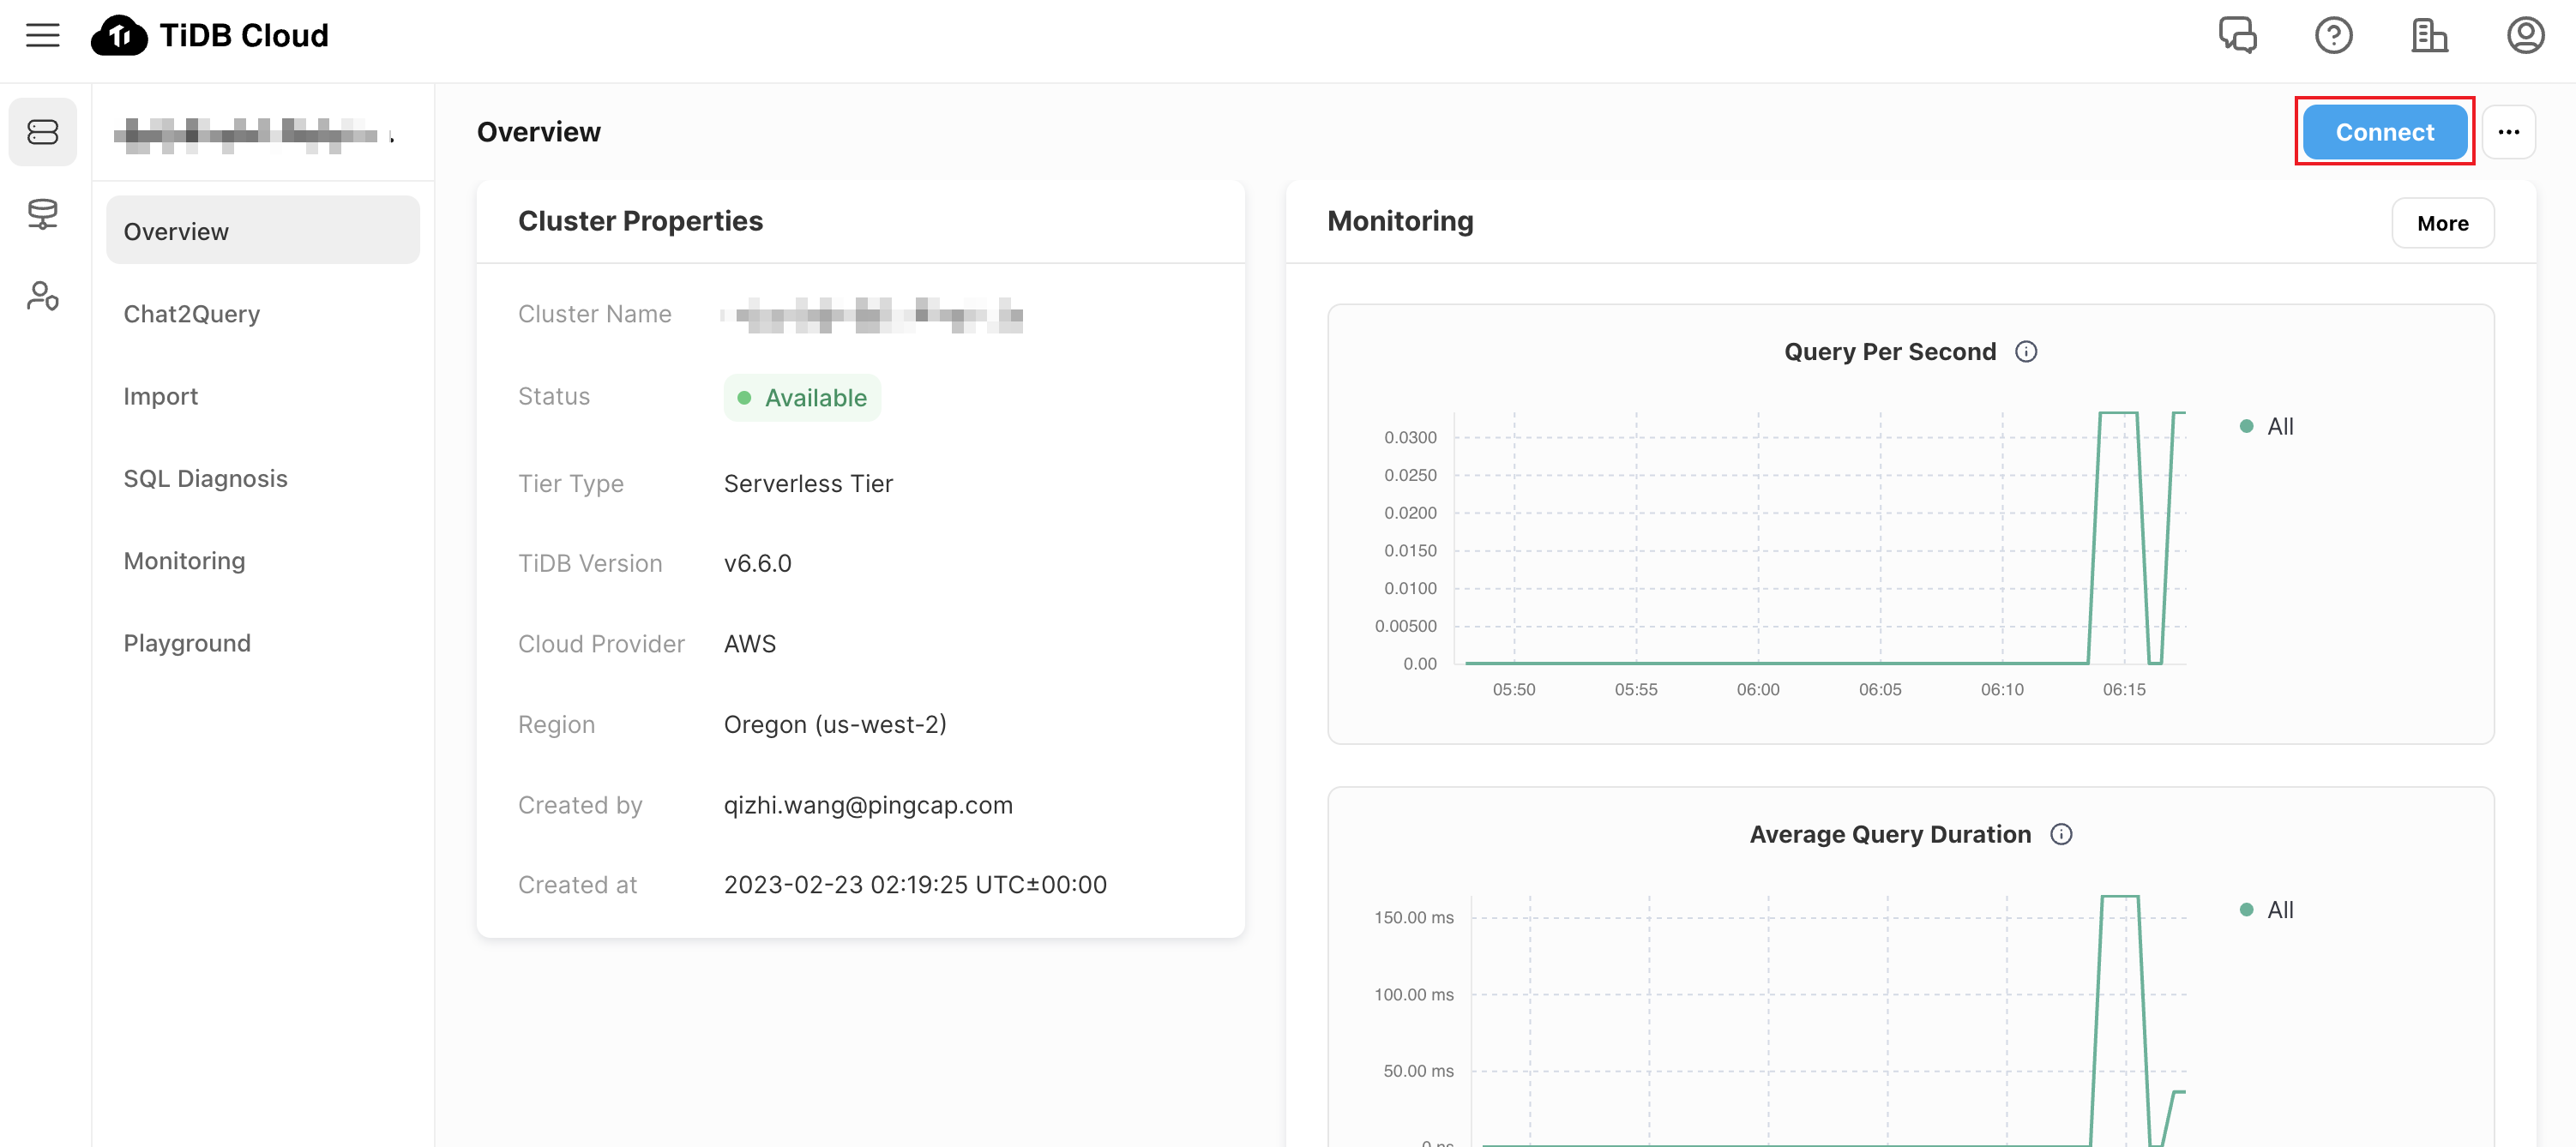 TiDB Cloud
Overview
Chat2Query
Import
SQL Diagnosis
Monitoring
Playground
Overview
Connect
Cluster Properties
Cluster Name
Status Available
Tier Type Serverless Tier
TiDB Version v6.6.0
Cloud Provider AWS
Region Oregon (us-west-2)
Created by qizhi.wang@pingcap.com
Created at 2023-02-23 02:19:25 UTC±00:00
Monitoring
More
Query Per Second
0.0300
0.0250
0.0200
0.0150
0.0100
0.00500
0.00
05:50 05:55 06:00 06:05 06:10 06:15
All
Average Query Duration
150.00 ms
100.00 ms
50.00 ms
All